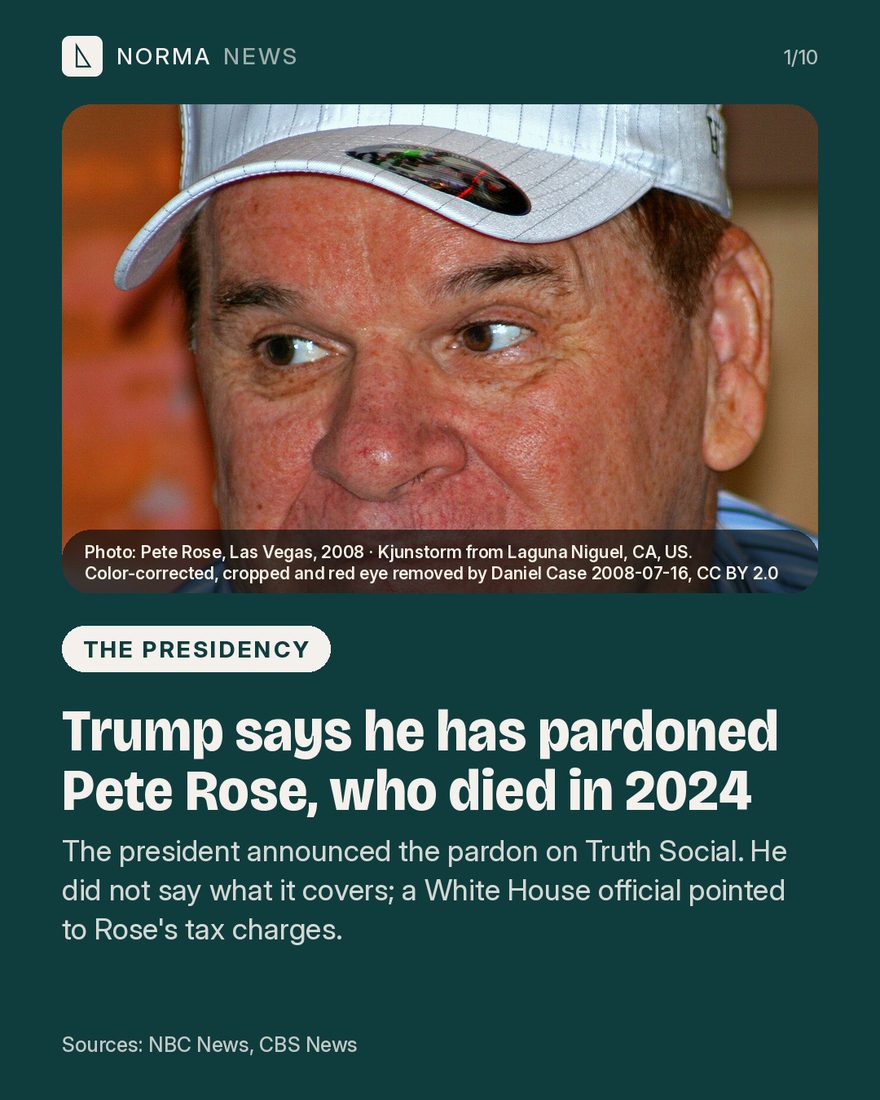 NORMA NEWS
1/10
Photo: Pete Rose, Las Vegas, 2008 · Kjunstorm from Laguna Niguel, CA, US.
Color-corrected, cropped and red eye removed by Daniel Case 2008-07-16, CC BY 2.0
THE PRESIDENCY
Trump says he has pardoned
Pete Rose, who died in 2024
The president announced the pardon on Truth Social. He
did not say what it covers; a White House official pointed
to Rose's tax charges.
Sources: NBC News, CBS News